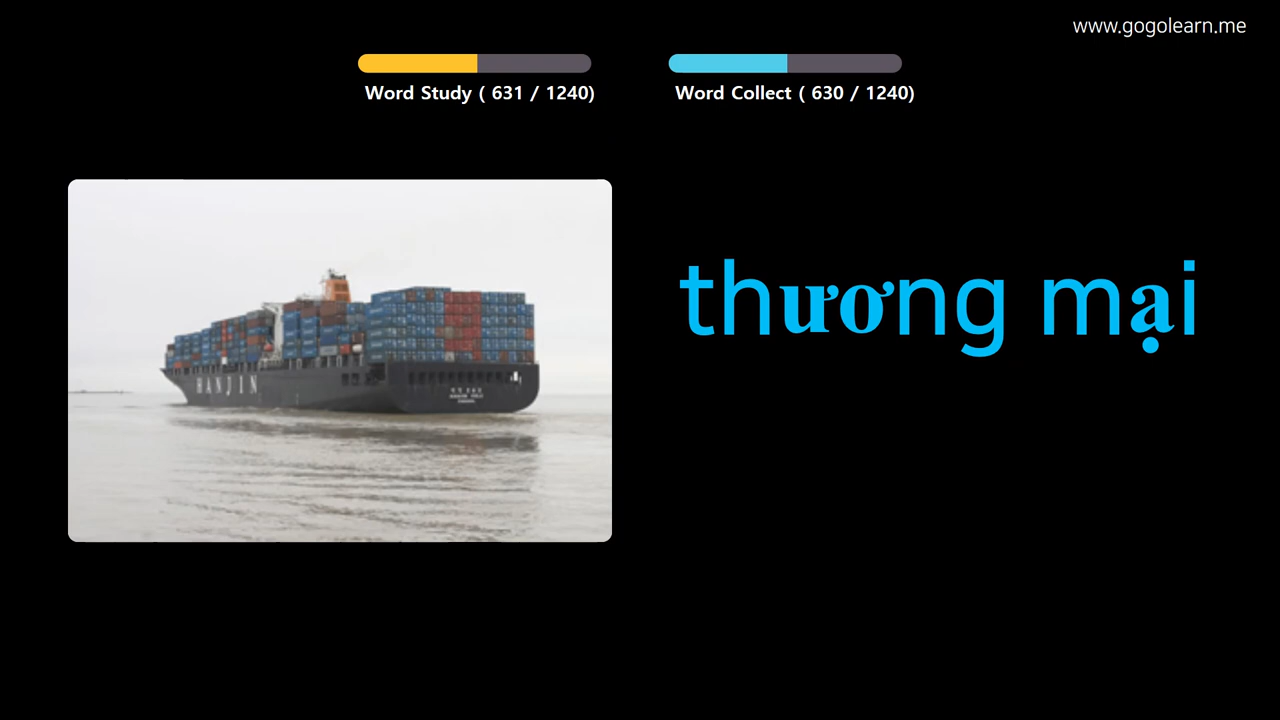 www.gogolearn.me
Word Study ( 631 / 1240)
Word Collect ( 630 / 1240)
thương mại
HANJIN